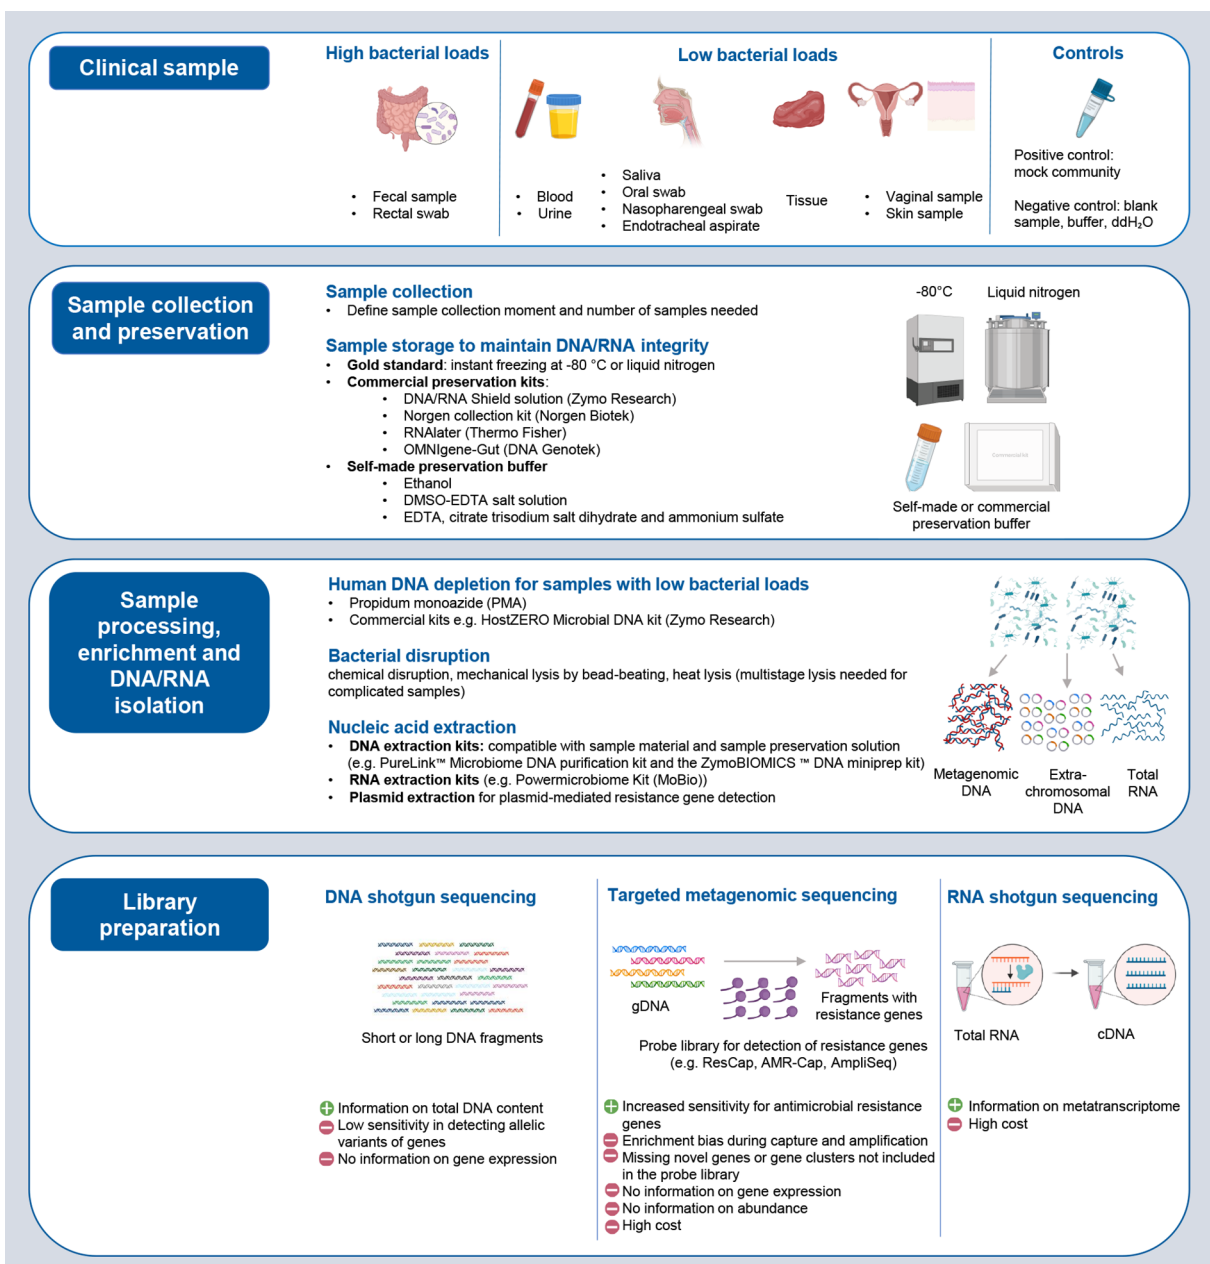 Clinical sample
High bacterial loads
Low bacterial loads
Controls
• Fecal sample
• Rectal swab
• Blood
• Urine
• Saliva
• Oral swab
• Nasopharengeal swab
• Endotracheal aspirate
Tissue
• Vaginal sample
• Skin sample
Positive control:
mock community
Negative control: blank
sample, buffer, ddH₂O
Sample collection
and preservation
Sample collection
• Define sample collection moment and number of samples needed
Sample storage to maintain DNA/RNA integrity
• Gold standard: instant freezing at -80 °C or liquid nitrogen
• Commercial preservation kits:
• DNA/RNA Shield solution (Zymo Research)
• Norgen collection kit (Norgen Biotek)
• RNAlater (Thermo Fisher)
• OMNIgene-Gut (DNA Genotek)
• Self-made preservation buffer
• Ethanol
• DMSO-EDTA salt solution
• EDTA, citrate trisodium salt dihydrate and ammonium sulfate
-80°C
Liquid nitrogen
Commercial kit
Self-made or commercial
preservation buffer
Sample
processing,
enrichment and
DNA/RNA
isolation
Human DNA depletion for samples with low bacterial loads
• Propidum monoazide (PMA)
• Commercial kits e.g. HostZERO Microbial DNA kit (Zymo Research)
Bacterial disruption
chemical disruption, mechanical lysis by bead-beating, heat lysis (multistage lysis needed for
complicated samples)
Nucleic acid extraction
• DNA extraction kits: compatible with sample material and sample preservation solution
(e.g. PureLink™ Microbiome DNA purification kit and the ZymoBIOMICS ™ DNA miniprep kit)
• RNA extraction kits (e.g. Powermicrobiome Kit (MoBio))
• Plasmid extraction for plasmid-mediated resistance gene detection
Metagenomic
DNA
Extra-
chromosomal
DNA
Total
RNA
Library
preparation
DNA shotgun sequencing
Short or long DNA fragments
Information on total DNA content
Low sensitivity in detecting allelic
variants of genes
No information on gene expression
Targeted metagenomic sequencing
gDNA
Fragments with
resistance genes
Probe library for detection of resistance genes
(e.g. ResCap, AMR-Cap, AmpliSeq)
Increased sensitivity for antimicrobial resistance
genes
Enrichment bias during capture and amplification
Missing novel genes or gene clusters not included
in the probe library
No information on gene expression
No information on abundance
High cost
RNA shotgun sequencing
Total RNA
cDNA
Information on metatranscriptome
High cost